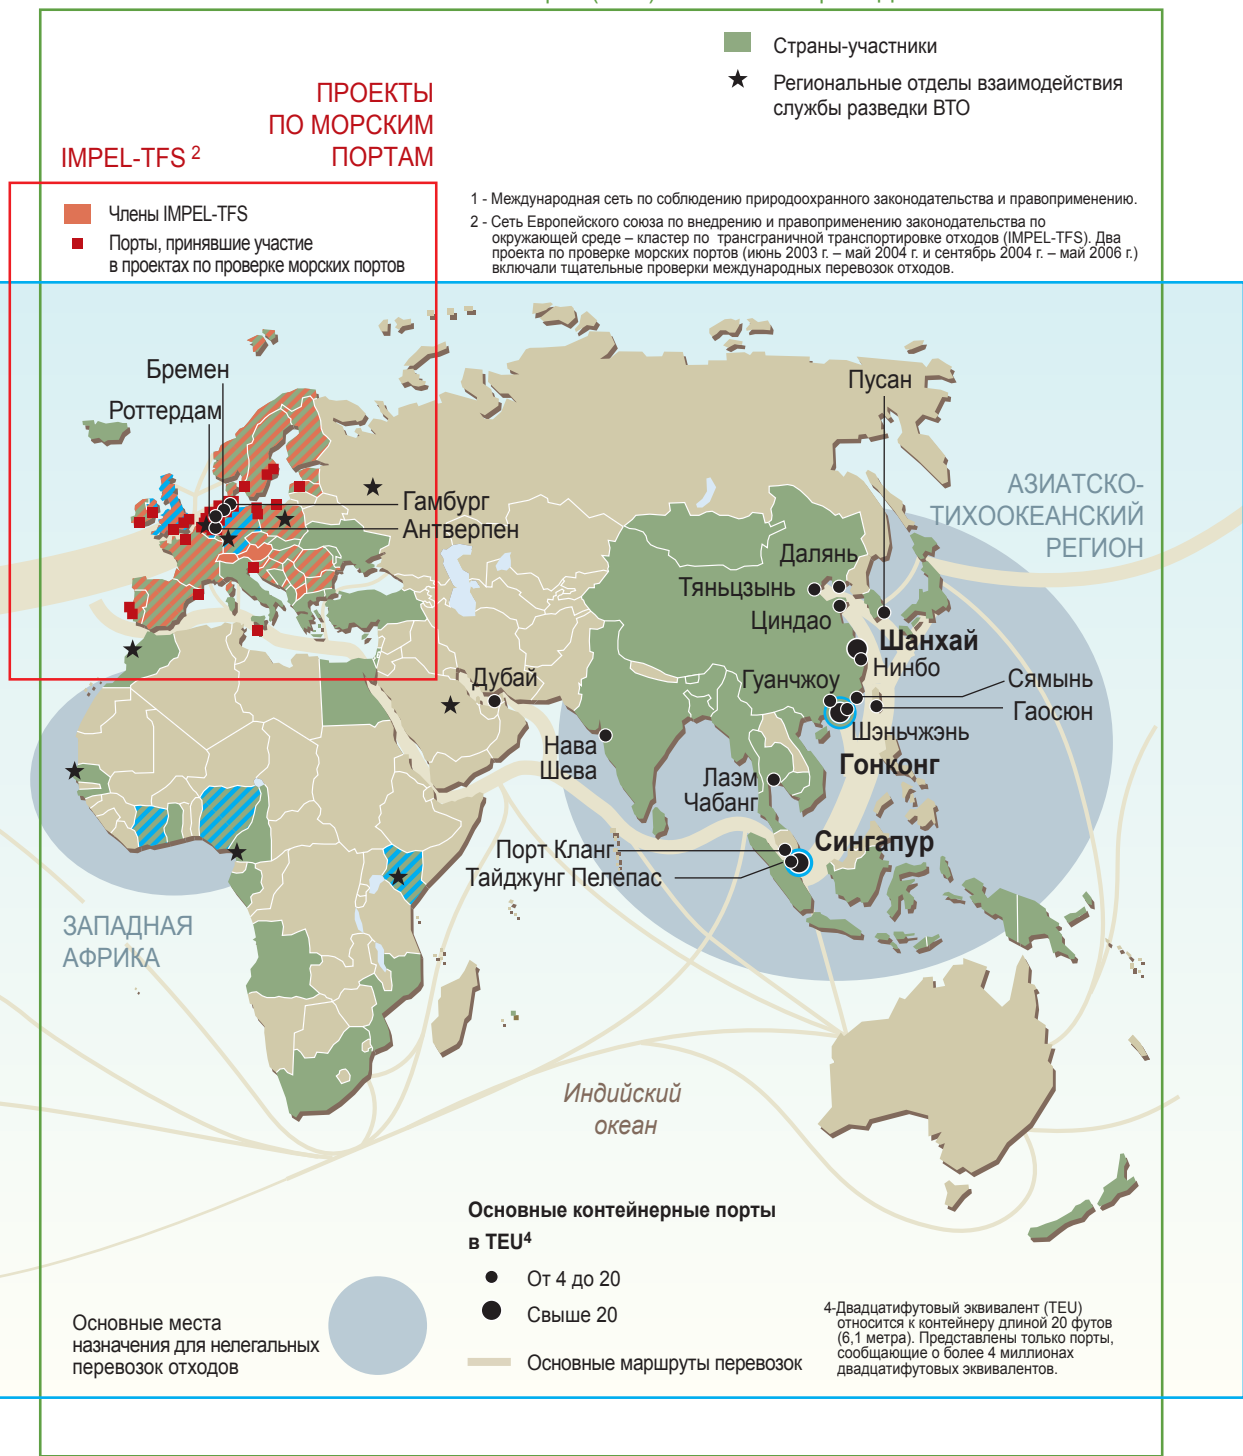 Страны-участники
Региональные отделы взаимодействия
службы разведки ВТО
ПРОЕКТЫ
ПО МОРСКИМ
ПОРТАМ
IMPEL-TFS 2
Члены IMPEL-TFS
Порты, принявшие участие
в проектах по проверке морских портов
1 - Международная сеть по соблюдению природоохранного законодательства и правоприменению.
2 - Сеть Европейского союза по внедрению и правоприменению законодательства по
окружающей среде – кластер по трансграничной транспортировке отходов (IMPEL-TFS). Два
проекта по проверке морских портов (июнь 2003 г. – май 2004 г. и сентябрь 2004 г. – май 2006 г.)
включали тщательные проверки международных перевозок отходов.
Бремен
Роттердам
Гамбург
Антверпен
Пусан
АЗИАТСКО-
ТИХООКЕАНСКИЙ
РЕГИОН
Далянь
Тяньцзынь
Циндао
Шанхай
Нинбо
Гуанчжоу
Сямынь
Гаосюн
Шэньчжэнь
Гонконг
Дубай
Нава
Шева
Лаэм
Чабанг
Сингапур
Порт Кланг
Тайджунг Пелепас
ЗАПАДНАЯ
АФРИКА
Индийский
океан
Основные контейнерные порты
в TEU4
От 4 до 20
Свыше 20
Основные маршруты перевозок
Основные места
назначения для нелегальных
перевозок отходов
4-Двадцатифутовый эквивалент (TEU)
относится к контейнеру длиной 20 футов
(6,1 метра). Представлены только порты,
сообщающие о более 4 миллионах
двадцатифутовых эквивалентов.